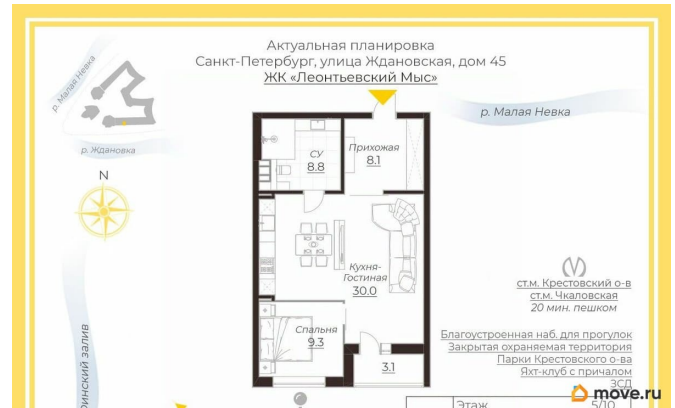 Актуальная планировка
Санкт-Петербург, улица Ждановская, дом 45
ЖК «Леонтьевский Мыс»
р. Малая Невка
р. Малая Невка
р. Ждановка
N
СУ
8.8
Прихожая
8.1
Кухня-
Гостиная
30.0
Спальня
9.3
3.1
ст.м. Крестовский о-в
ст.м. Чкаловская
20 мин. пешком
Благоустроенная наб. для прогулок
Закрытая охраняемая территория
Парки Крестовского о-ва
Яхт-клуб с причалом
ЗСД
Этаж
5/10
move.ru